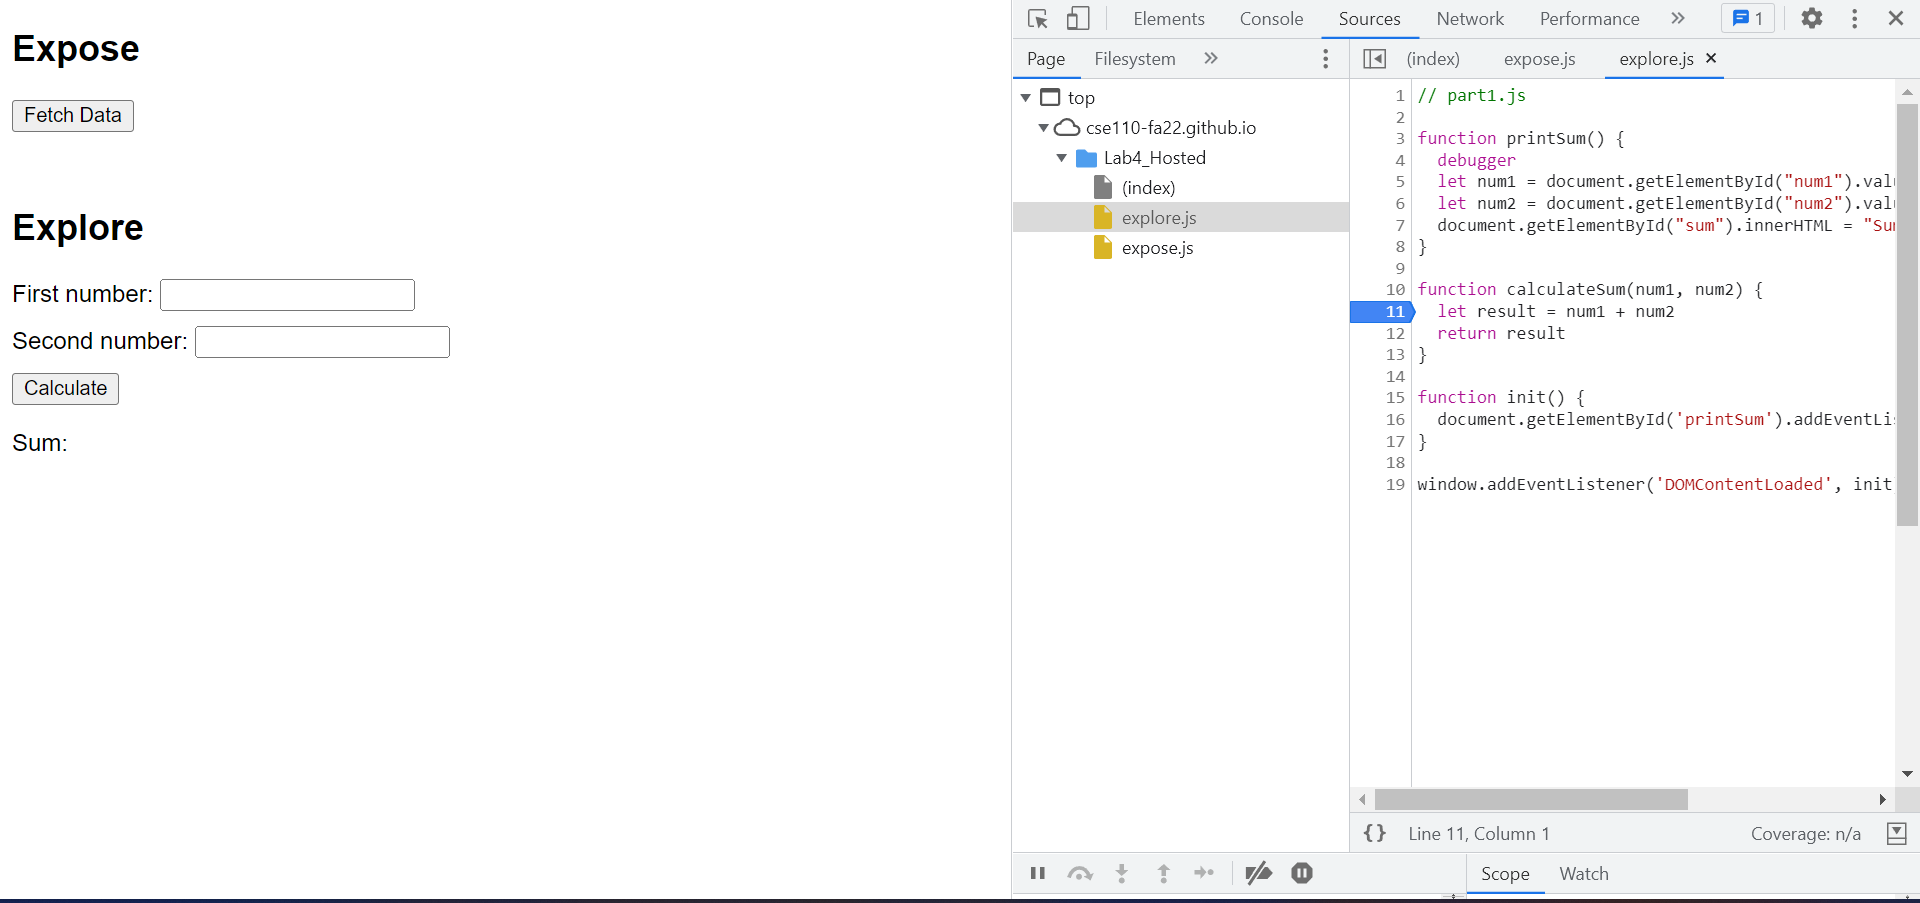 Expose
Fetch Data
Explore
First number:
Second number:
Calculate
Sum:
Elements Console Sources Network Performance » 1
Page Filesystem »
top
cse110-fa22.github.io
Lab4_Hosted
(index)
explore.js
expose.js
(index) expose.js explore.js ×
1 // part1.js
2
3 function printSum() {
4 debugger
5 let num1 = document.getElementById("num1").val
6 let num2 = document.getElementById("num2").val
7 document.getElementById("sum").innerHTML = "Su
8 }
9
10 function calculateSum(num1, num2) {
11 let result = num1 + num2
12 return result
13 }
14
15 function init() {
16 document.getElementById('printSum').addEventLi
17 }
18
19 window.addEventListener('DOMContentLoaded', init
{} Line 11, Column 1 Coverage: n/a
Scope Watch